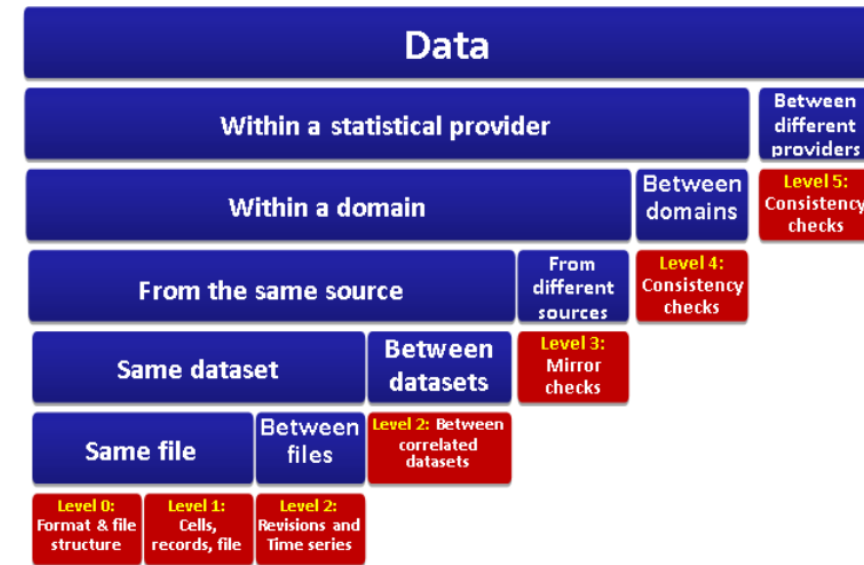 Data
Within a statistical provider
Between
different
providers
Within a domain
Between
domains
Level 5:
Consistency
checks
From the same source
From
different
sources
Level 4:
Consistency
checks
Same dataset
Between
datasets
Level 3:
Mirror
checks
Same file
Between
files
Level 2: Between
correlated
datasets
Level 0:
Format & file
structure
Level 1:
Cells,
records, file
Level 2:
Revisions and
Time series